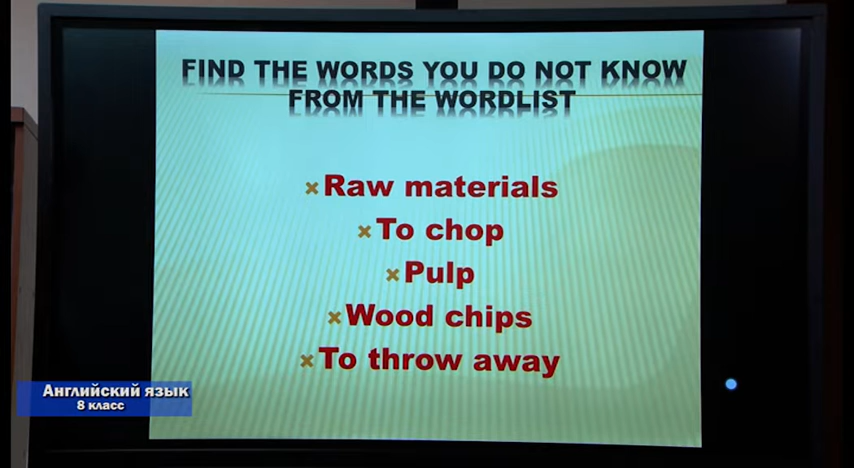 FIND THE WORDS YOU DO NOT KNOW
FROM THE WORDLIST
Raw materials
To chop
Pulp
Wood chips
To throw away
Английский язык
8 класс